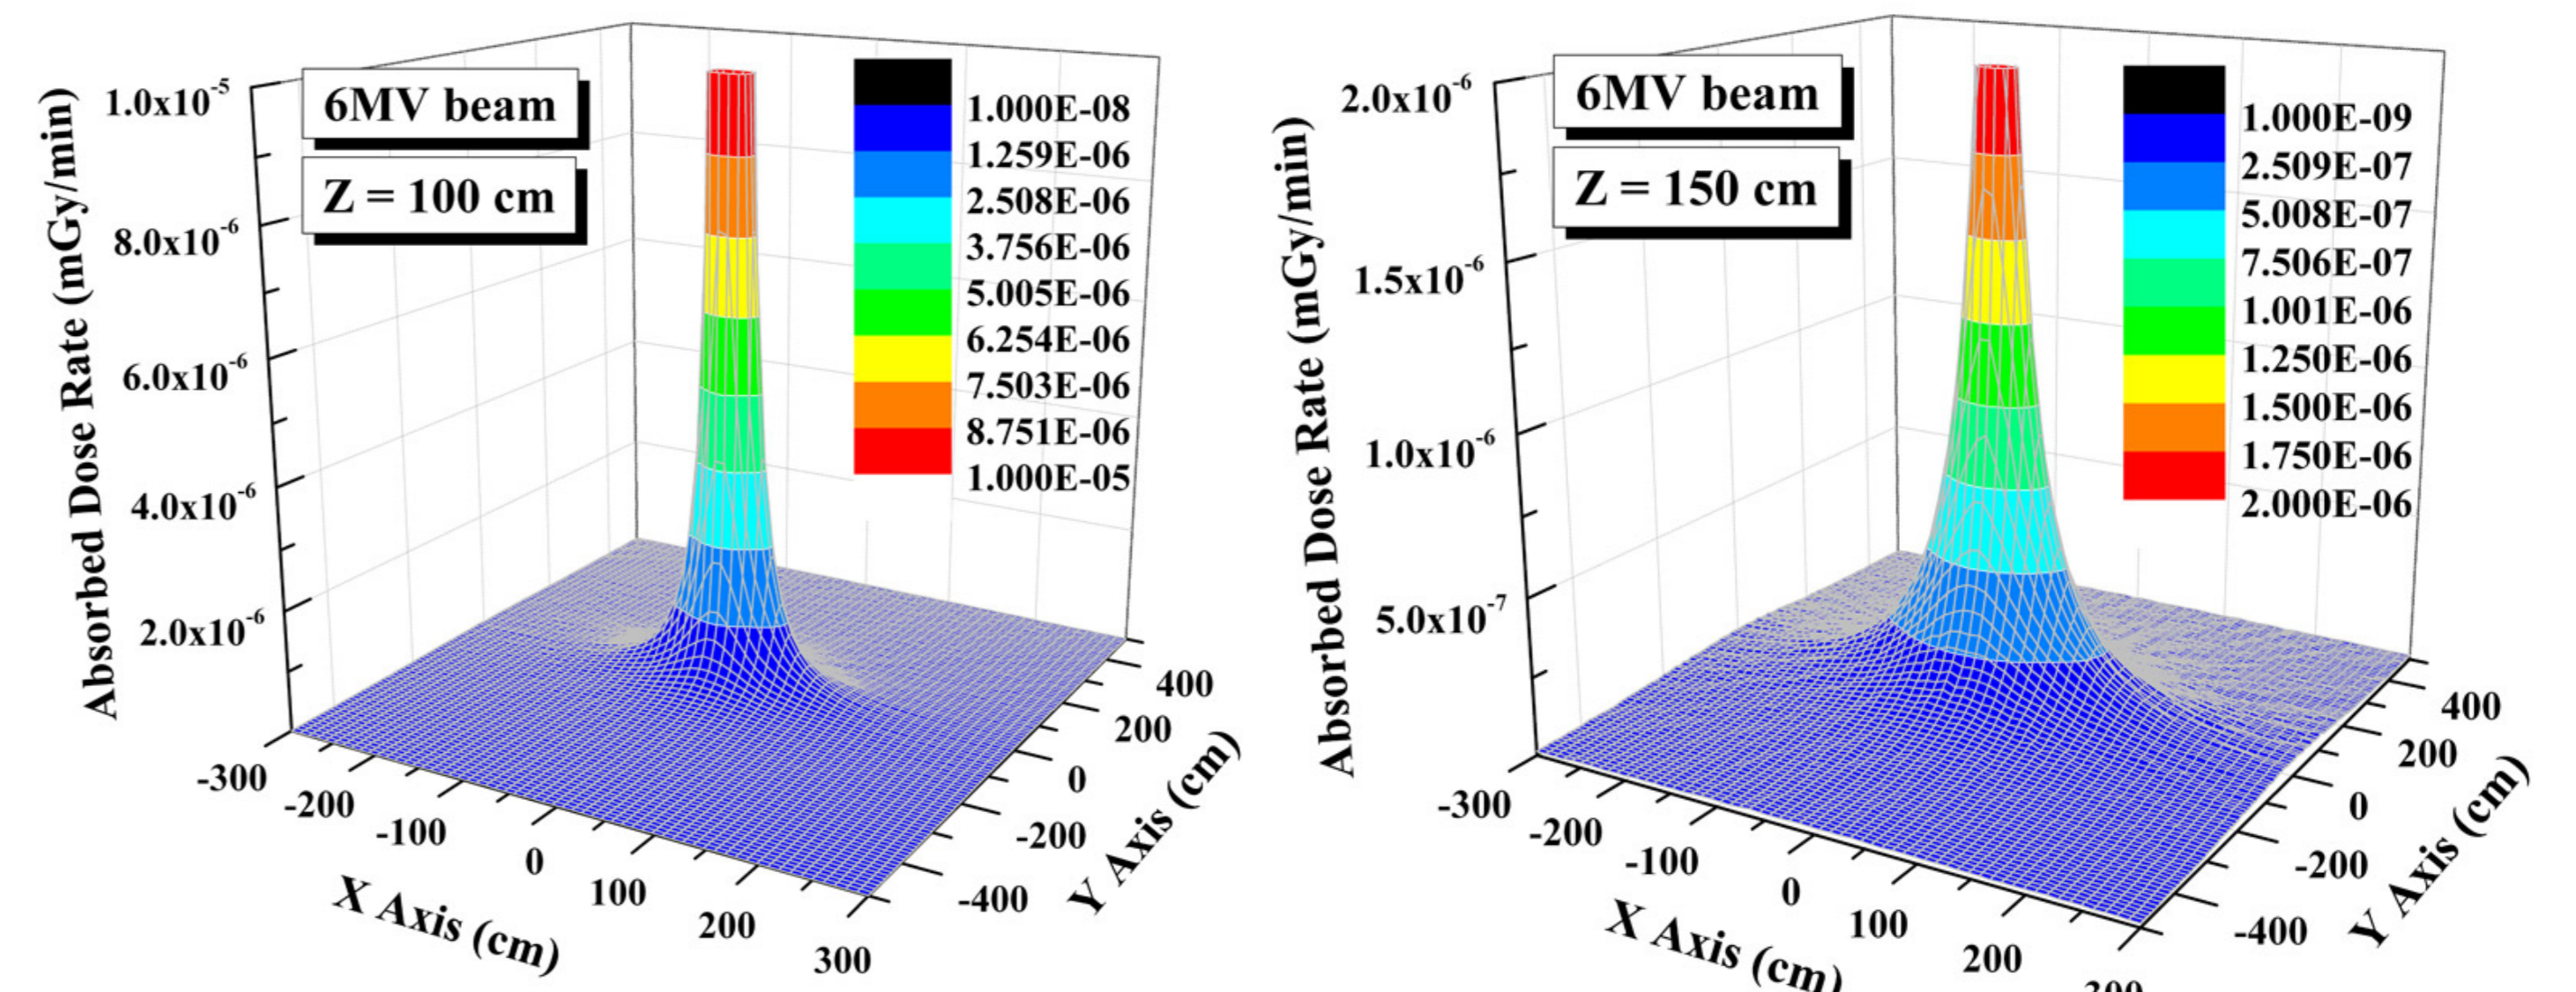 6MV beam
Z = 100 cm
Absorbed Dose Rate (mGy/min)
1.0x10-5
8.0x10-6
6.0x10-6
4.0x10-6
2.0x10-6
1.000E-08
1.259E-06
2.508E-06
3.756E-06
5.005E-06
6.254E-06
7.503E-06
8.751E-06
1.000E-05
-300
-200
-100
0
100
200
300
X Axis (cm)
400
200
0
-200
-400
Y Axis (cm)
6MV beam
Z = 150 cm
Absorbed Dose Rate (mGy/min)
2.0x10-6
1.5x10-6
1.0x10-6
5.0x10-7
1.000E-09
2.509E-07
5.008E-07
7.506E-07
1.001E-06
1.250E-06
1.500E-06
1.750E-06
2.000E-06
-300
-200
-100
0
100
200
X Axis (cm)
400
200
0
-200
-400
Y Axis (cm)